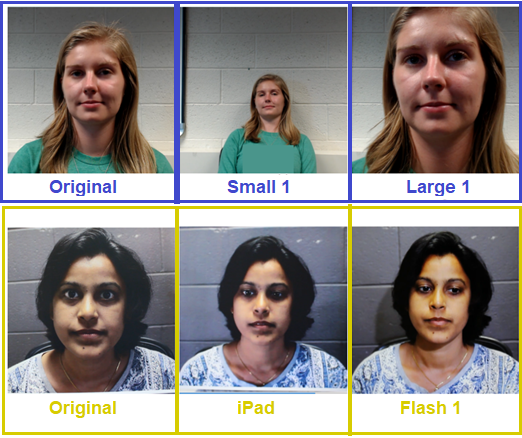 Original
Small 1
Large 1
Original
iPad
Flash 1